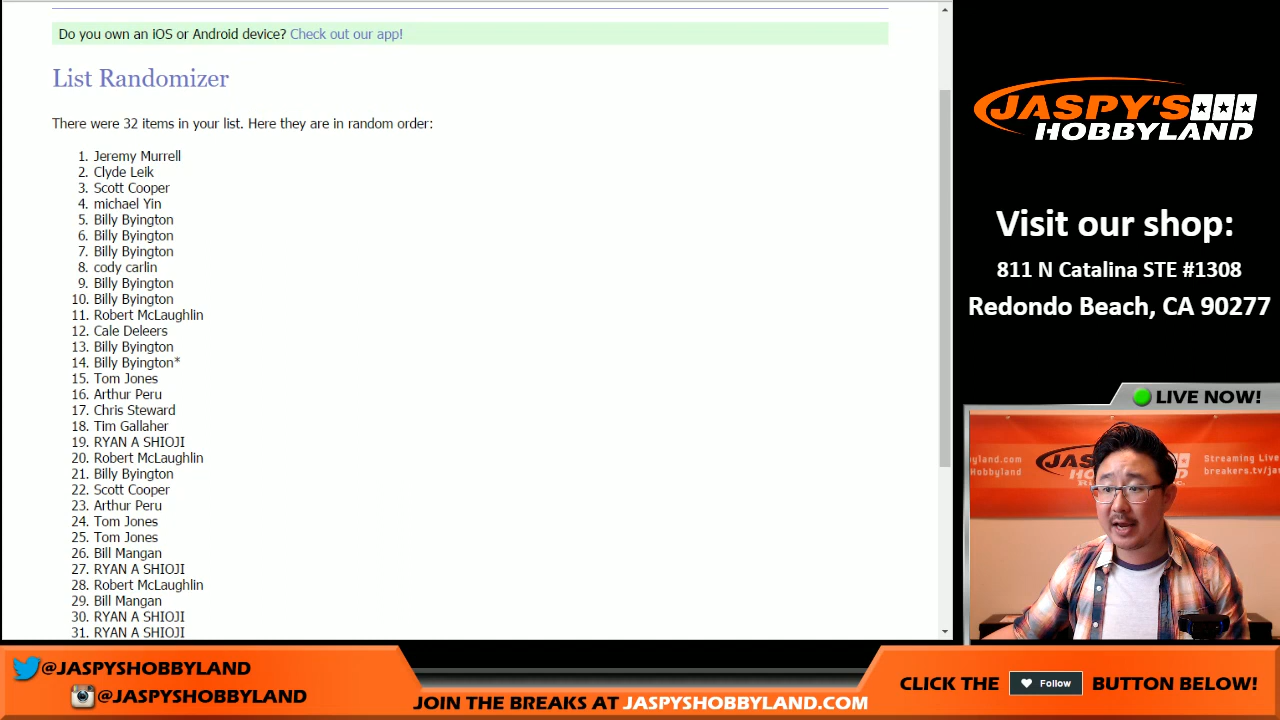 Do you own an iOS or Android device? Check out our app!
List Randomizer
There were 32 items in your list. Here they are in random order:
1. Jeremy Murrell
2. Clyde Leik
3. Scott Cooper
4. michael Yin
5. Billy Byington
6. Billy Byington
7. Billy Byington
8. cody carlin
9. Billy Byington
10. Billy Byington
11. Robert McLaughlin
12. Cale Deleers
13. Billy Byington
14. Billy Byington*
15. Tom Jones
16. Arthur Peru
17. Chris Steward
18. Tim Gallaher
19. RYAN A SHIOJI
20. Robert McLaughlin
21. Billy Byington
22. Scott Cooper
23. Arthur Peru
24. Tom Jones
25. Tom Jones
26. Bill Mangan
27. RYAN A SHIOJI
28. Robert McLaughlin
29. Bill Mangan
30. RYAN A SHIOJI
31. RYAN A SHIOJI
JASPY'S
HOBBYLAND
Visit our shop:
811 N Catalina STE #1308
Redondo Beach, CA 90277
LIVE NOW!
Streaming Live
@JASPYSHOBBYLAND
@JASPYSHOBBYLAND
JOIN THE BREAKS AT JASPYSHOBBYLAND.COM
CLICK THE Follow BUTTON BELOW!